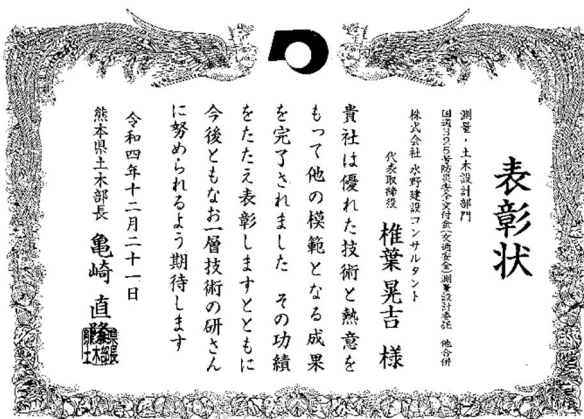 表彰状
測量・土木設計部門
国道325号防災安全交付金(交通安全)測量設計委託 他合併
株式会社 水野建設コンサルタント
代表取締役 椎葉 晃吉 様
貴社は優れた技術と熱意を
もって他の模範となる成果
を完了されました その功績
をたたえ表彰しますとともに
今後ともなお一層技術の研さん
に努められるよう期待します
令和四年十二月二十一日
熊本県土木部長 亀崎 直隆